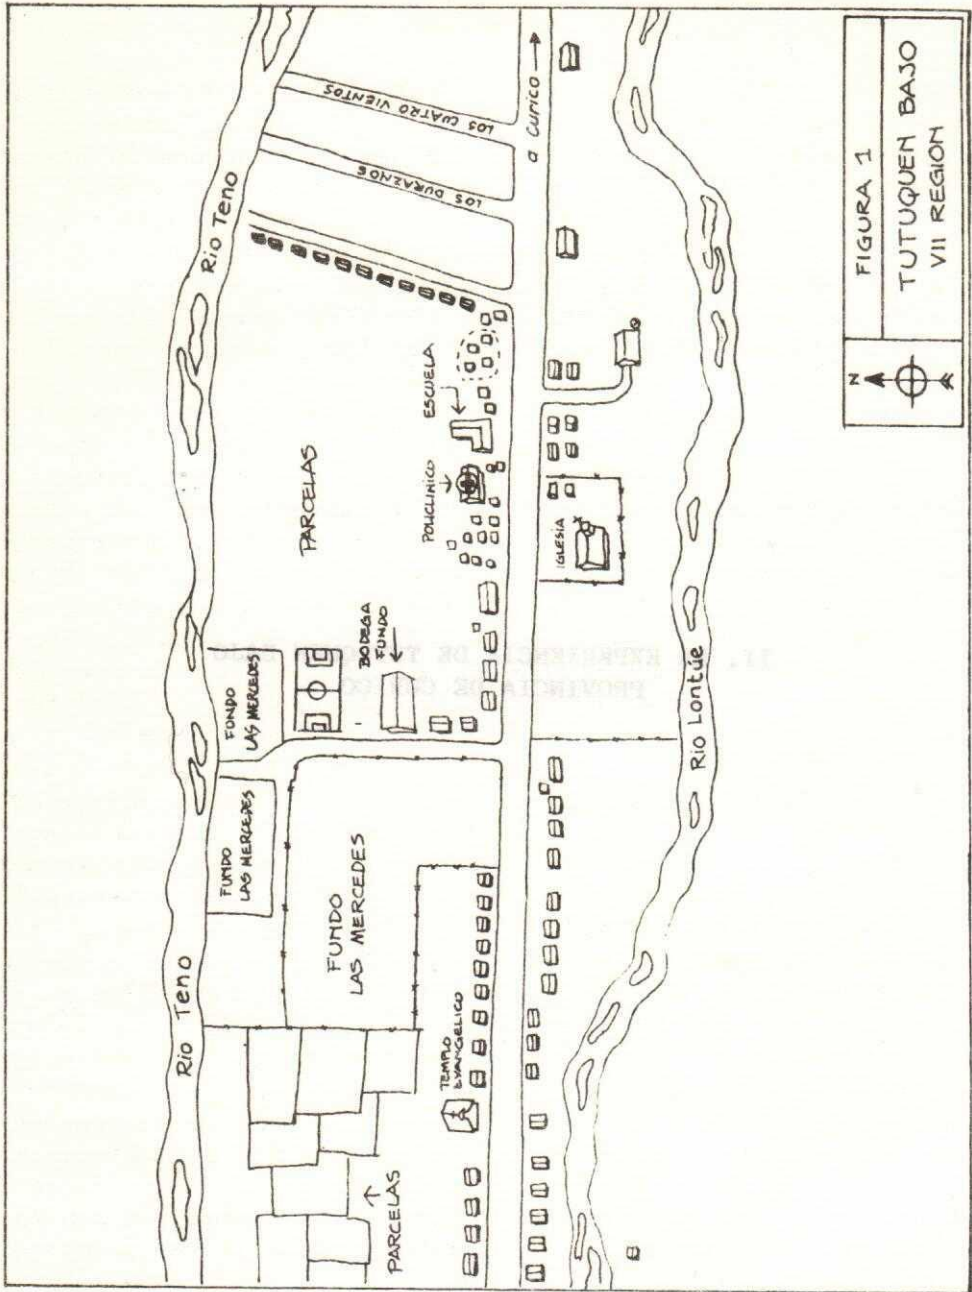 Rio Teno
Rio Teno
LOS CUATRO VIENTOS
LOS DURAZNOS
a Curico
PARCELAS
ESCUELA
POLICLINICO
IGLESIA
BODEGA
FUNDO
FUNDO
LAS MERCEDES
FUNDO
LAS MERCEDES
FUNDO
LAS MERCEDES
TEMPLO
EVANGELICO
PARCELAS
Rio Lontúe
N
FIGURA 1
TUTUQUEN BAJO
VII REGION